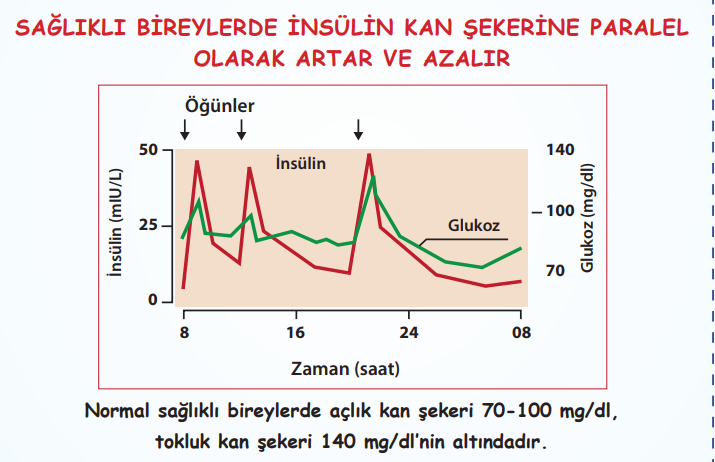 SAĞLIKLI BİREYLERDE İNSÜLİN KAN ŞEKERİNE PARALEL
OLARAK ARTAR VE AZALIR
Öğünler
50
25
0
İnsülin (mIU/L)
İnsülin
Glukoz
140
100
70
Glukoz (mg/dl)
8
16
24
08
Zaman (saat)
Normal sağlıklı bireylerde açlık kan şekeri 70-100 mg/dl,
tokluk kan şekeri 140 mg/dl'nin altındadır.